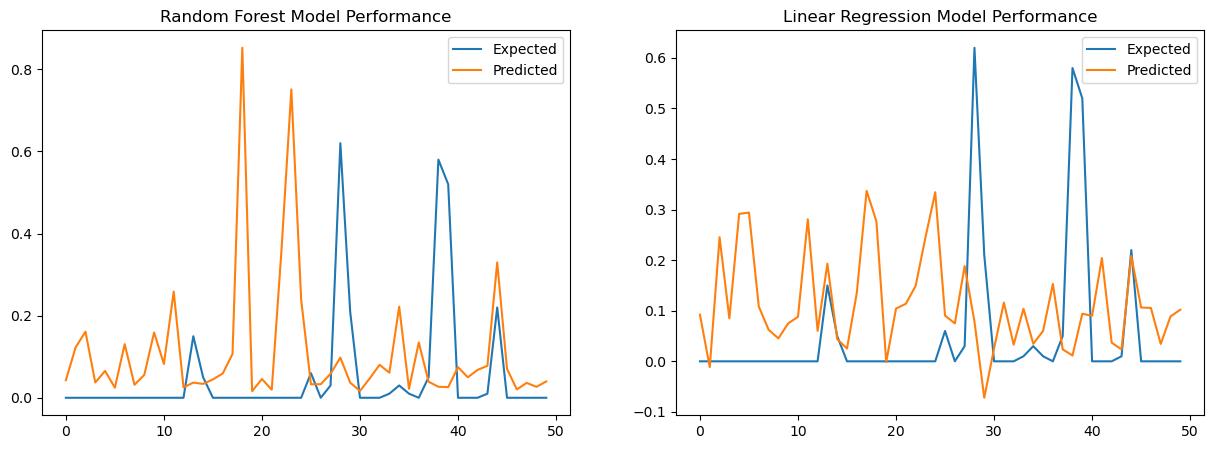 Random Forest Model Performance
Expected
Predicted
0.8
0.6
0.4
0.2
0.0
0 10 20 30 40 50
Linear Regression Model Performance
Expected
Predicted
0.6
0.5
0.4
0.3
0.2
0.1
0.0
−0.1
0 10 20 30 40 50